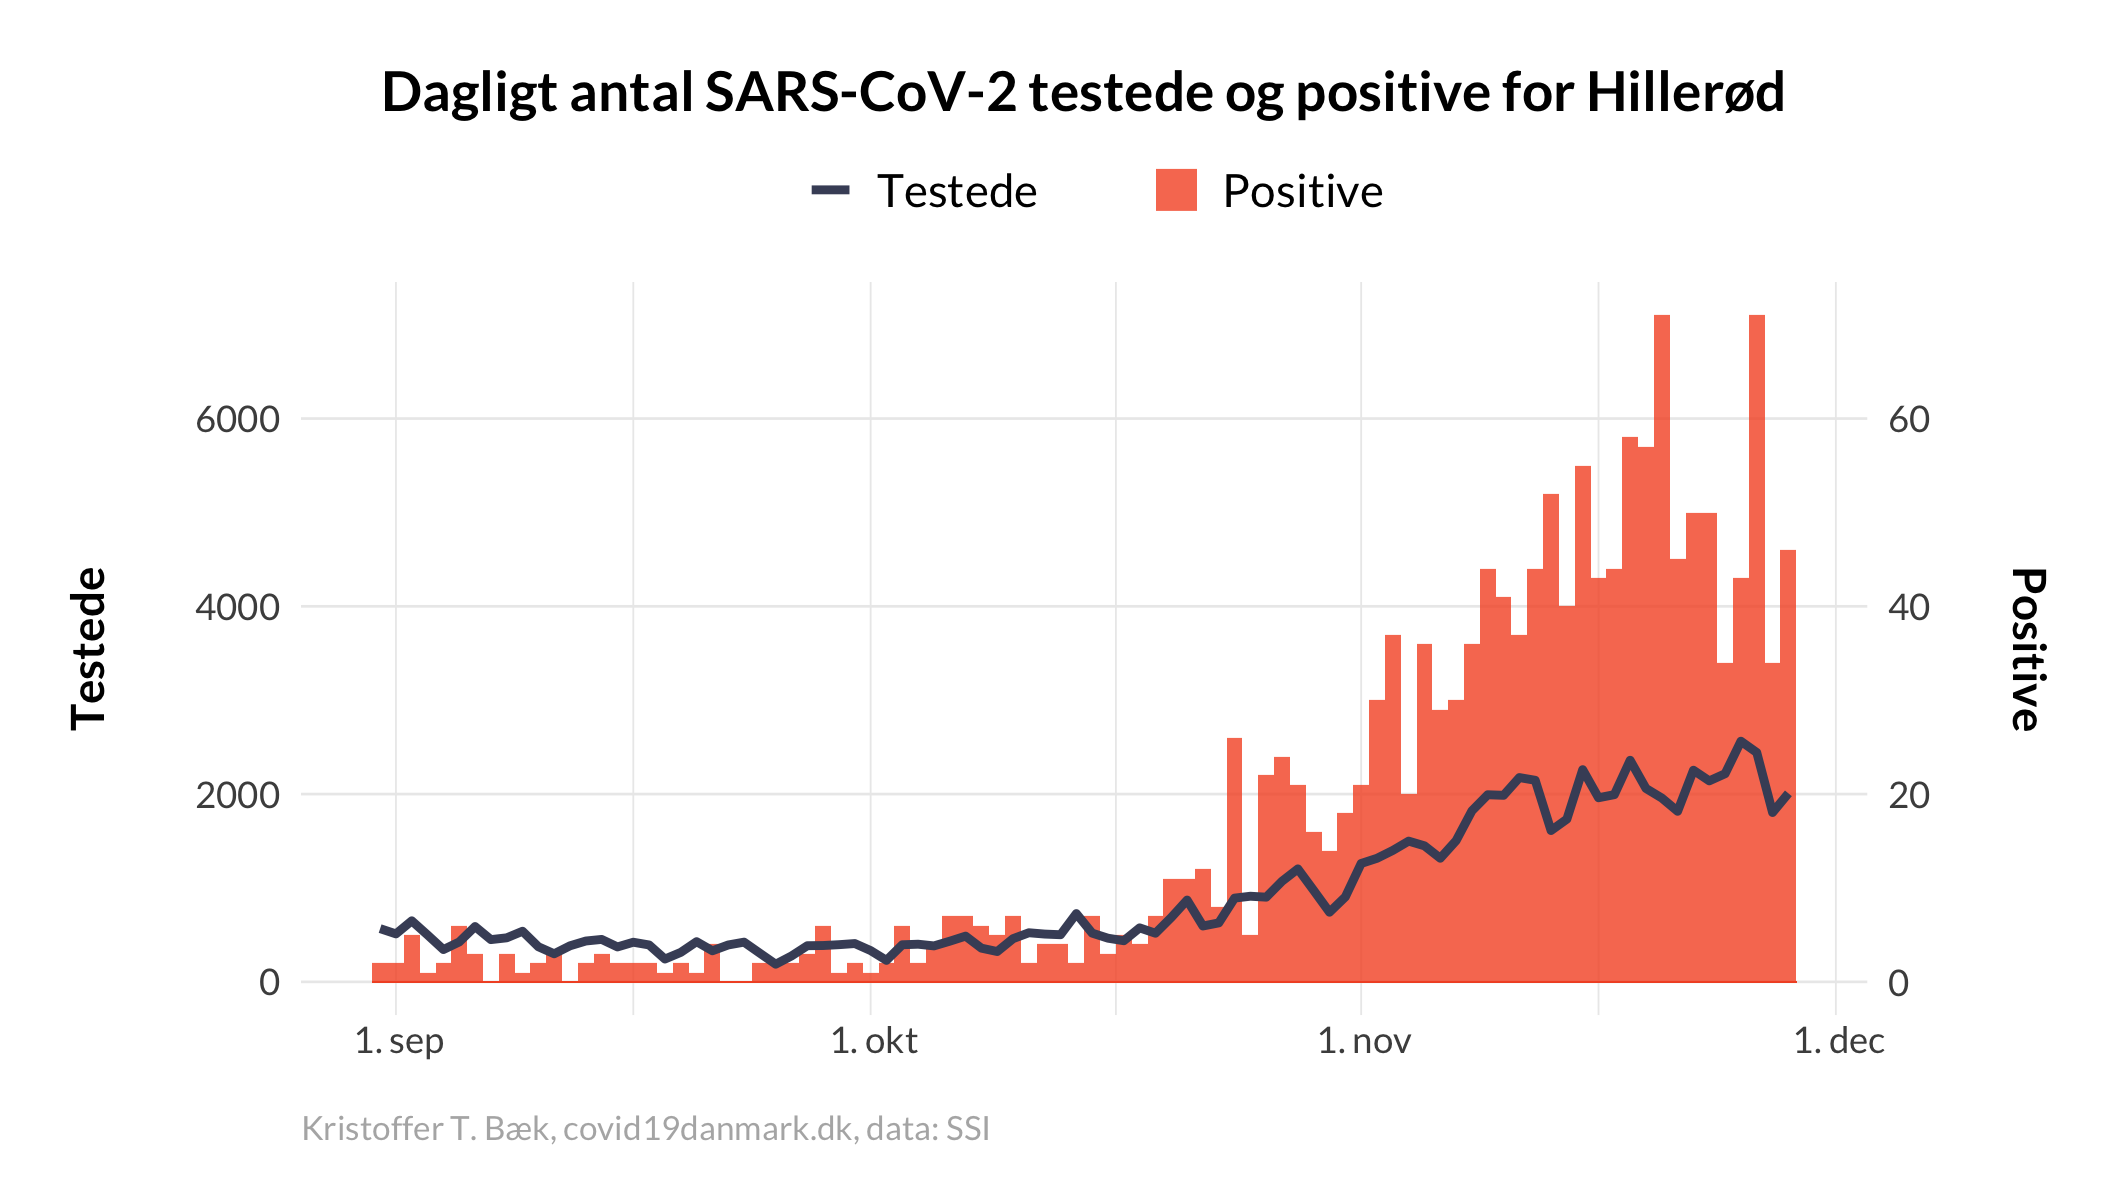 Dagligt antal SARS-CoV-2 testede og positive for Hillerød
Testede Positive
Testede
6000
4000
2000
0
60
40
20
0
Positive
1. sep 1. okt 1. nov 1. dec
Kristoffer T. Bæk, covid19danmark.dk, data: SSI